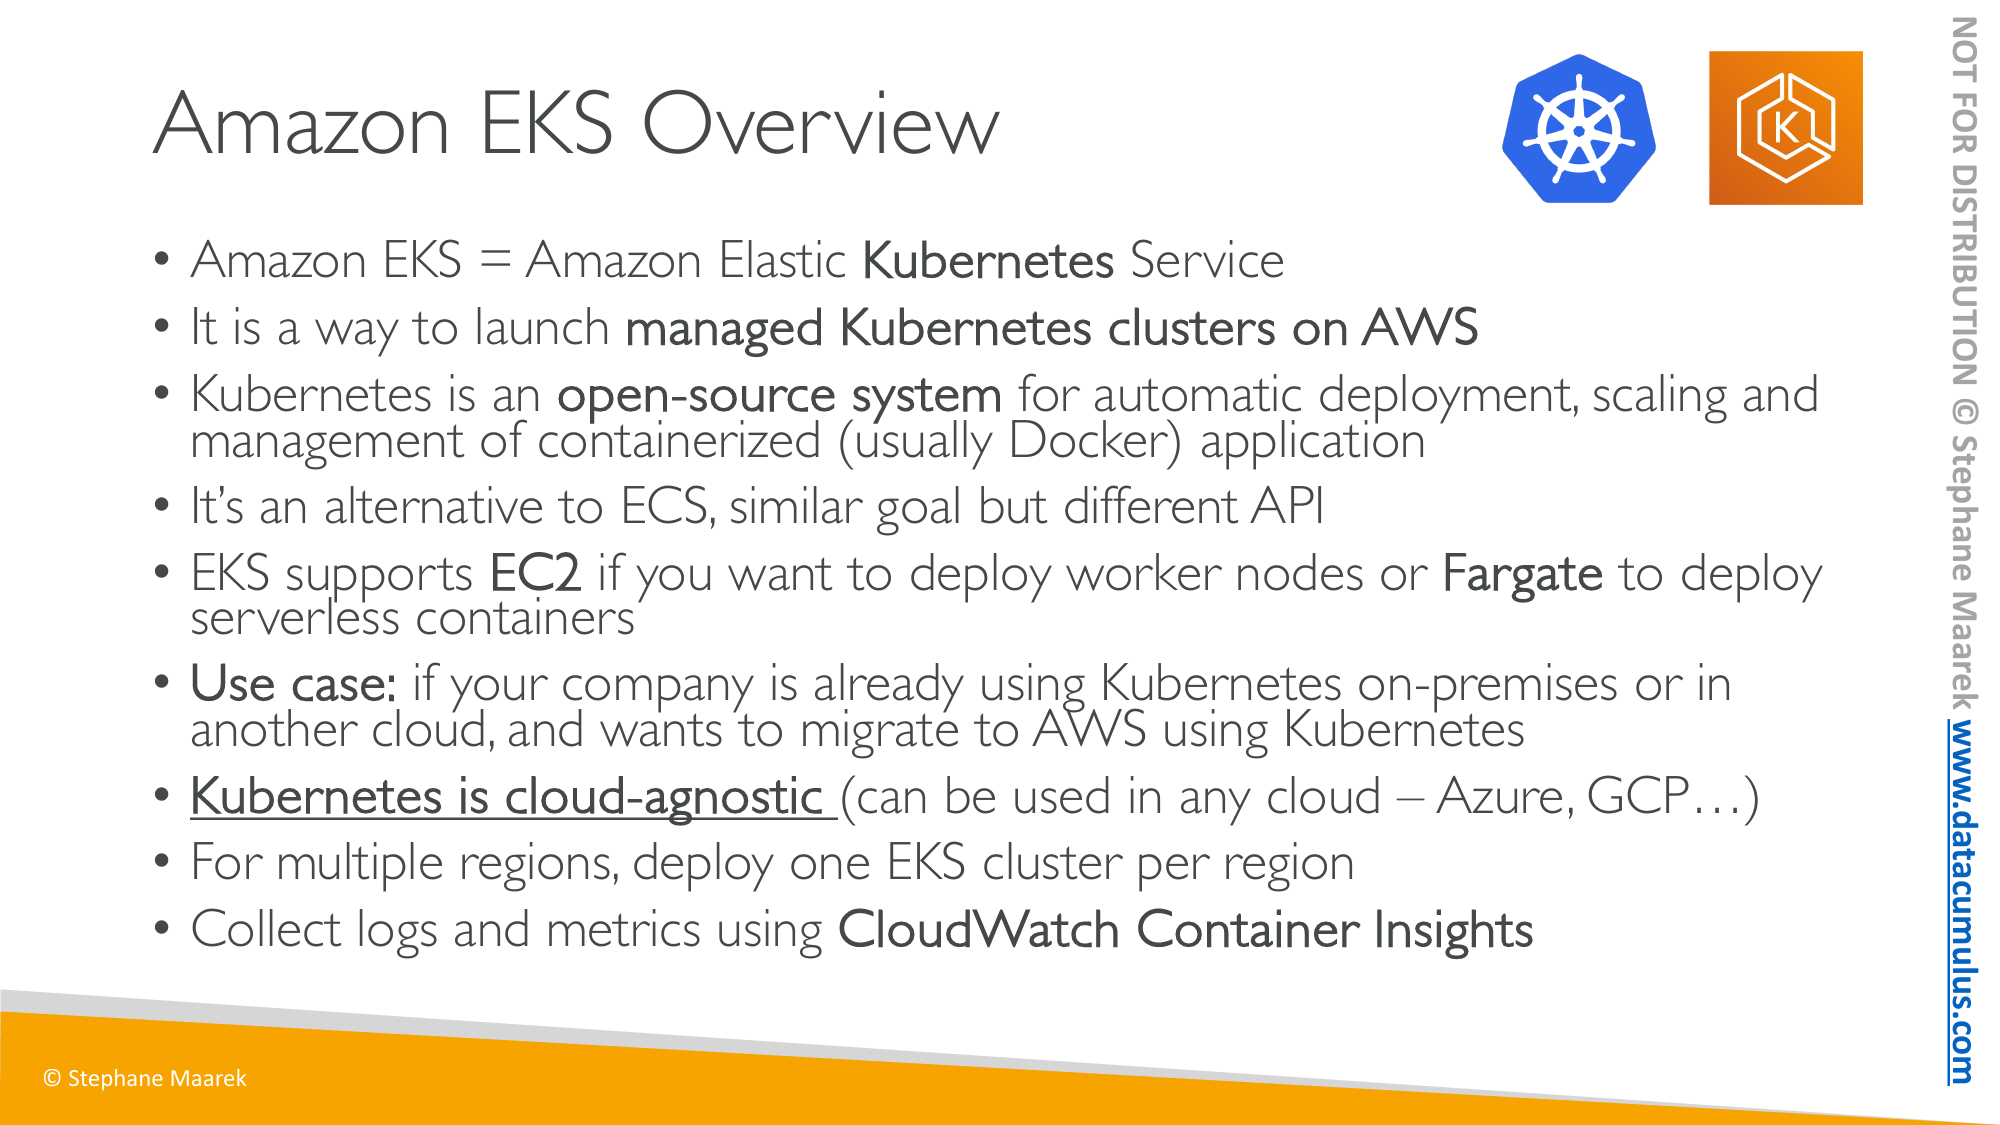 Amazon EKS Overview
K
• Amazon EKS = Amazon Elastic Kubernetes Service
• It is a way to launch managed Kubernetes clusters on AWS
• Kubernetes is an open-source system for automatic deployment, scaling and
management of containerized (usually Docker) application
• It’s an alternative to ECS, similar goal but different API
• EKS supports EC2 if you want to deploy worker nodes or Fargate to deploy
serverless containers
• Use case: if your company is already using Kubernetes on-premises or in
another cloud, and wants to migrate to AWS using Kubernetes
• Kubernetes is cloud-agnostic (can be used in any cloud – Azure, GCP…)
• For multiple regions, deploy one EKS cluster per region
• Collect logs and metrics using CloudWatch Container Insights
© Stephane Maarek
NOT FOR DISTRIBUTION © Stephane Maarek www.datacumulus.com